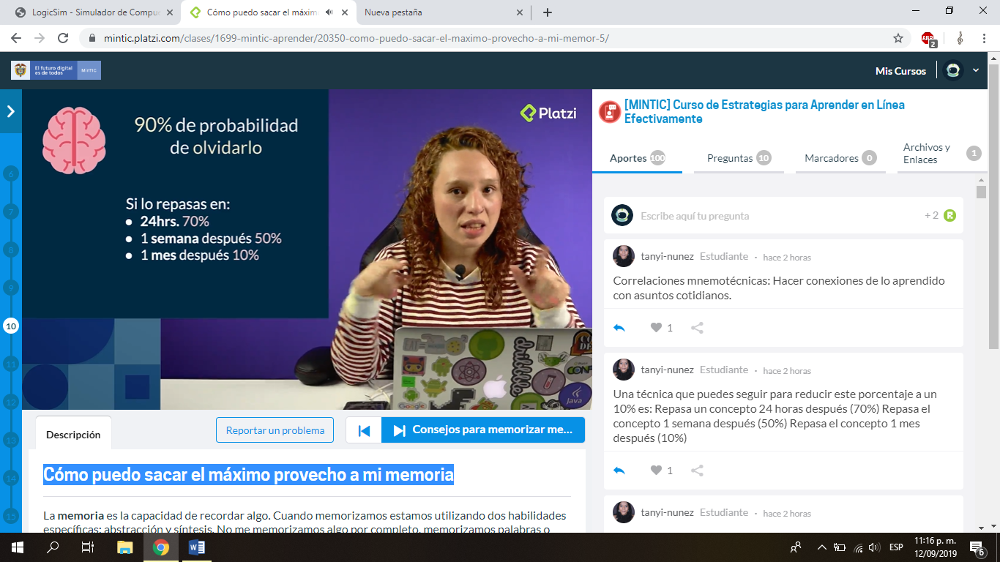 LogicSim - Simulador de Compu
Cómo puedo sacar el máxim
Nueva pestaña
mintic.platzi.com/clases/1699-mintic-aprender/20350-como-puedo-sacar-el-maximo-provecho-a-mi-memor-5/
ABP
2
El futuro digital
es de todos
MinTIC
Mis Cursos
90% de probabilidad
de olvidarlo
Si lo repasas en:
● 24hrs. 70%
● 1 semana después 50%
● 1 mes después 10%
Platzi
[MINTIC] Curso de Estrategias para Aprender en Línea
Efectivamente
Aportes 100
Preguntas 10
Marcadores 0
Archivos y
Enlaces
1
Escribe aquí tu pregunta
+ 2
tanyi-nunez Estudiante · hace 2 horas
Correlaciones mnemotécnicas: Hacer conexiones de lo aprendido
con asuntos cotidianos.
1
tanyi-nunez Estudiante · hace 2 horas
Una técnica que puedes seguir para reducir este porcentaje a un
10% es: Repasa un concepto 24 horas después (70%) Repasa el
concepto 1 semana después (50%) Repasa el concepto 1 mes
después (10%)
1
tanyi-nunez Estudiante · hace 2 horas
6
7
8
9
10
11
12
13
14
15
dribbble
CONF
Java
Descripción
Reportar un problema
Consejos para memorizar me...
Cómo puedo sacar el máximo provecho a mi memoria
La memoria es la capacidad de recordar algo. Cuando memorizamos estamos utilizando dos habilidades
específicas: abstracción y síntesis. No me memorizamos algo por completo, memorizamos palabras o
ESP
11:16 p. m.
12/09/2019
6